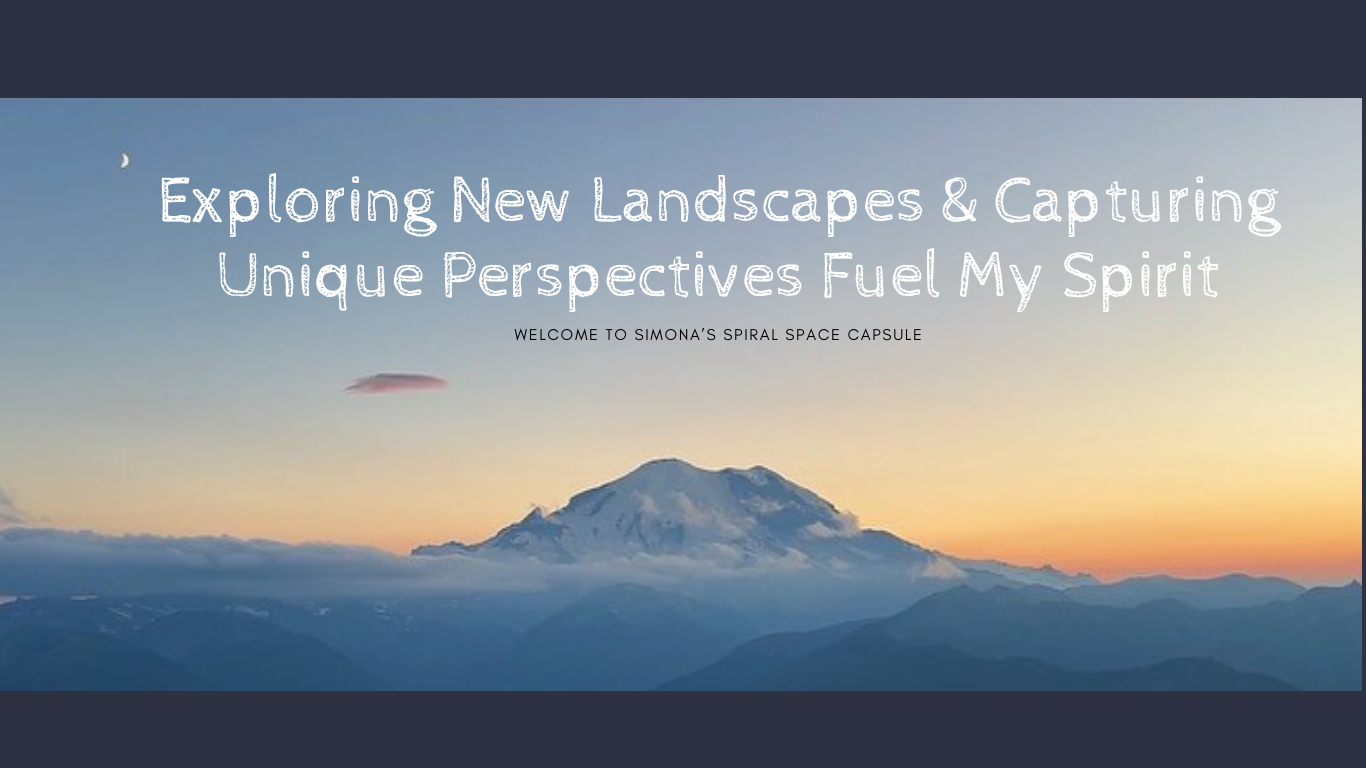 Exploring New Landscapes & Capturing
Unique Perspectives Fuel My Spirit
WELCOME TO SIMONA'S SPIRAL SPACE CAPSULE